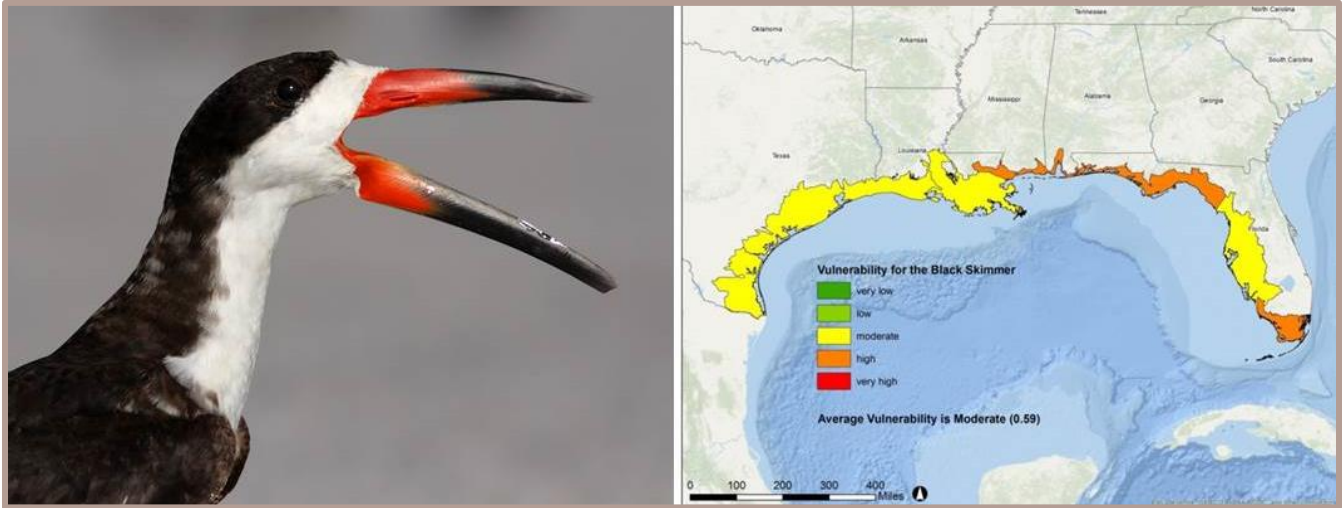 Oklahoma
Tennessee
North Carolina
Arkansas
South Carolina
Mississippi
Alabama
Georgia
Texas
Louisiana
Florida
Vulnerability for the Black Skimmer
very low
low
moderate
high
very high
Average Vulnerability is Moderate (0.59)
0 100 200 300 400
Miles